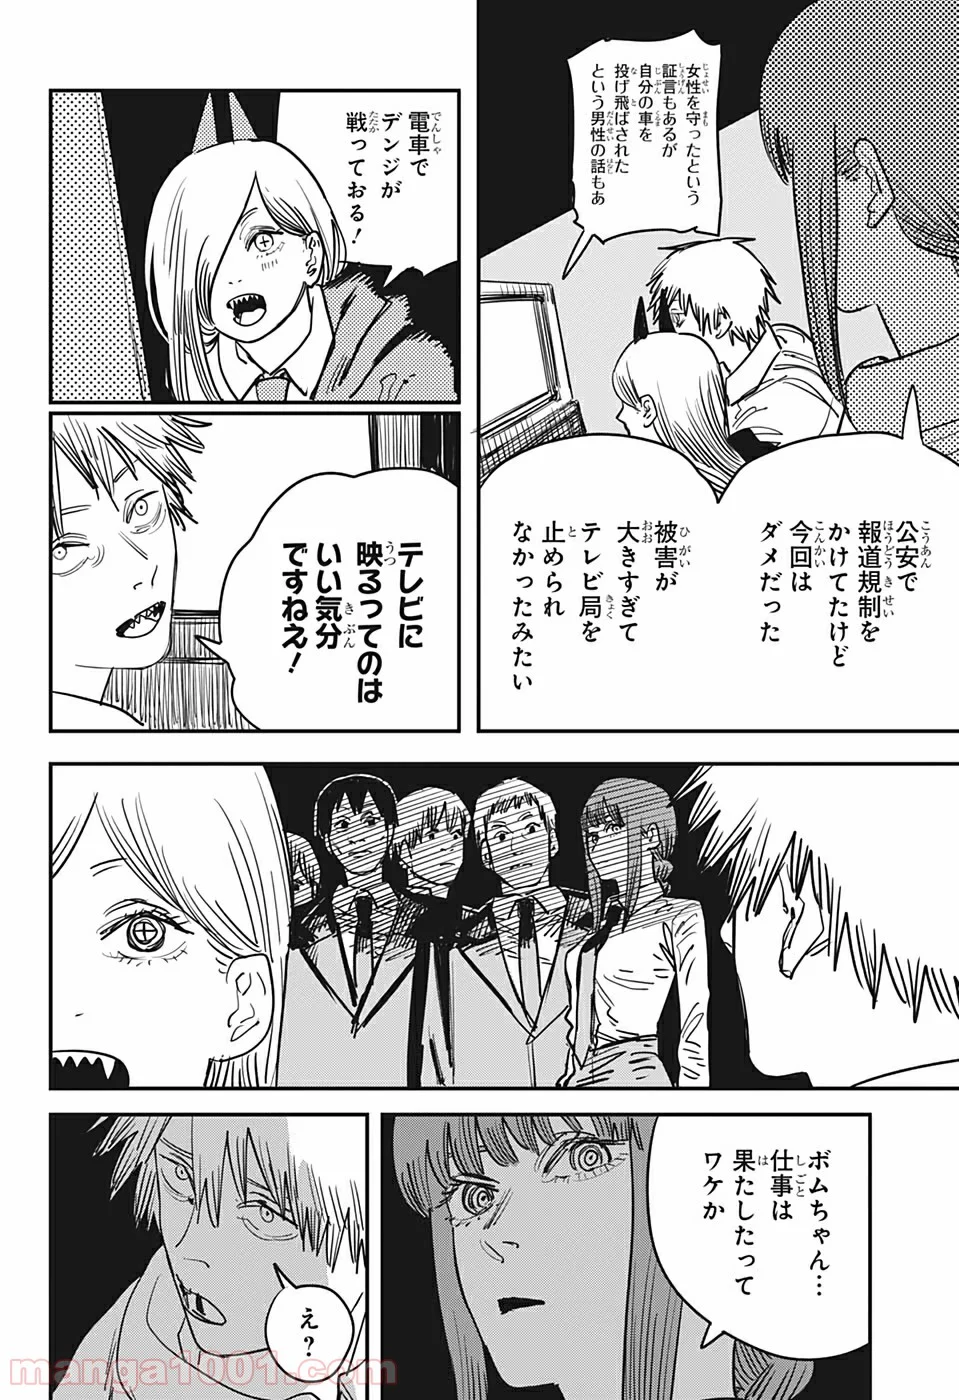 女性を守ったという
証言もあるが
自分の車を
投げ飛ばされた
という男性の話もあ
公安で
報道規制を
かけてたけど
今回は
ダメだった
被害が
大きすぎて
テレビ局を
止められ
なかったみたい
電車で
デンジが
戦っておる!
テレビに
映るってのは
いい気分
ですねえ!
ボムちゃん…
仕事は
果たしたって
ワケか
え?
manga1001.com